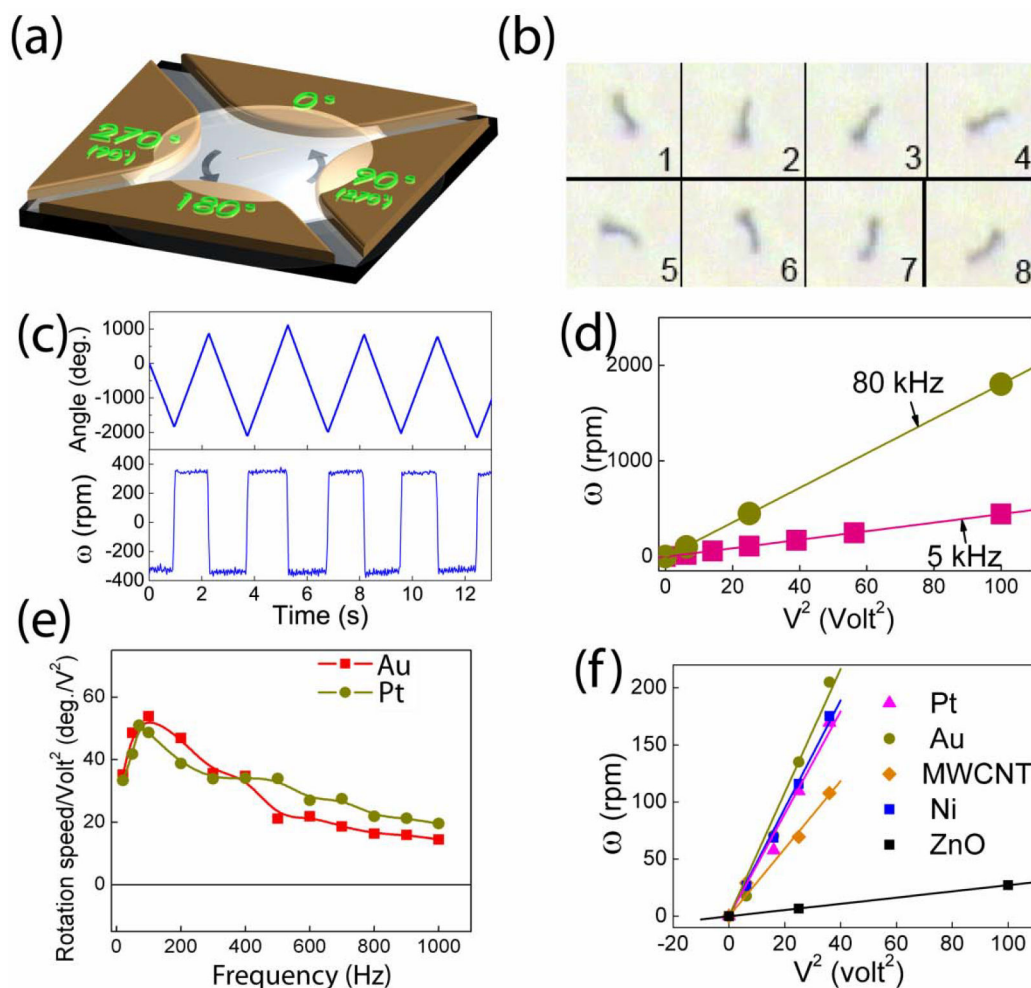 (a)
0°
270°
(90°)
90°
(270°)
180°
(b)
1
2
3
4
5
6
7
8
(c)
Angle (deg.)
1000
0
-1000
-2000
ω (rpm)
400
200
0
-200
-400
0 2 4 6 8 10 12
Time (s)
(d)
ω (rpm)
2000
1000
0
80 kHz
5 kHz
0 20 40 60 80 100
V² (Volt²)
(e)
Rotation speed/Volt² (deg./V²)
60
40
20
0
Au
Pt
0 200 400 600 800 1000
Frequency (Hz)
(f)
ω (rpm)
200
150
100
50
0
Pt
Au
MWCNT
Ni
ZnO
-20 0 20 40 60 80 100
V² (volt²)